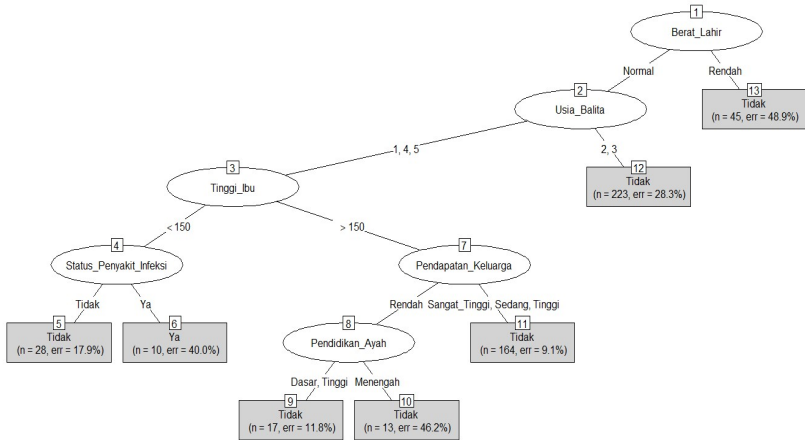 1
Berat_Lahir
Normal
Rendah
2
Usia_Balita
13
Tidak
(n = 45, err = 48.9%)
1, 4, 5
2, 3
3
Tinggi_Ibu
12
Tidak
(n = 223, err = 28.3%)
< 150
> 150
4
Status_Penyakit_Infeksi
7
Pendapatan_Keluarga
Tidak
Ya
Rendah
Sangat_Tinggi, Sedang, Tinggi
5
Tidak
(n = 28, err = 17.9%)
6
Ya
(n = 10, err = 40.0%)
8
Pendidikan_Ayah
11
Tidak
(n = 164, err = 9.1%)
Dasar, Tinggi
Menengah
9
Tidak
(n = 17, err = 11.8%)
10
Tidak
(n = 13, err = 46.2%)